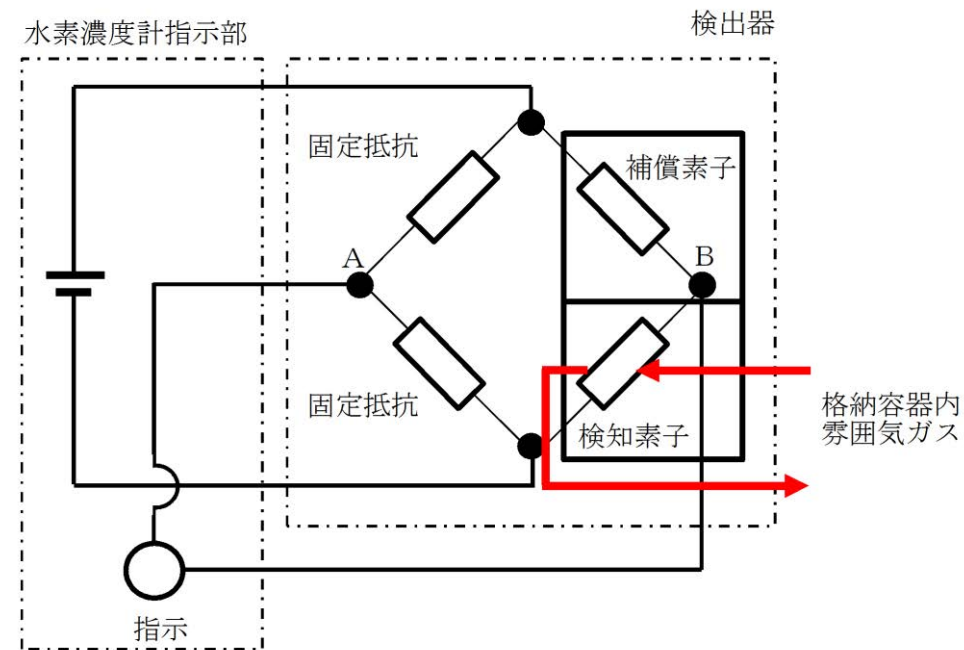 水素濃度計指示部
検出器
固定抵抗
補償素子
A
B
固定抵抗
検知素子
格納容器内
雰囲気ガス
指示